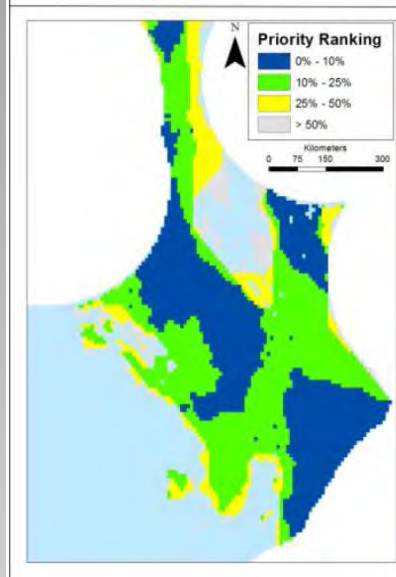 N
Priority Ranking
0% - 10%
10% - 25%
25% - 50%
> 50%
Kilometers
0 75 150 300